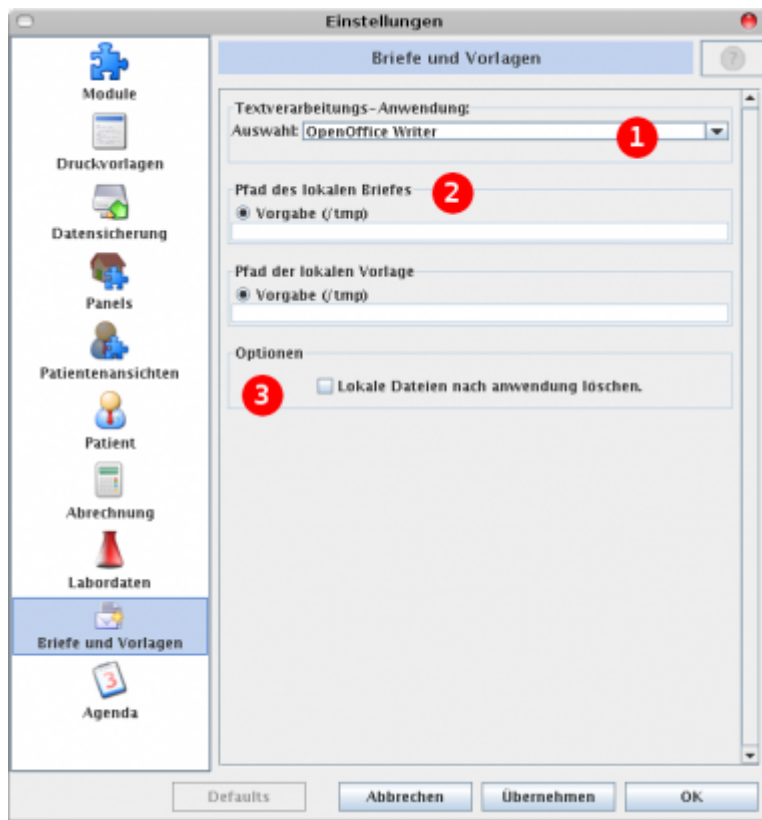 Einstellungen
Module
Druckvorlagen
Datensicherung
Panels
Patientenansichten
Patient
Abrechnung
Labordaten
Briefe und Vorlagen
3
Agenda
Briefe und Vorlagen
?
Textverarbeitungs-Anwendung:
Auswahl: OpenOffice Writer
1
Pfad des lokalen Briefes
2
Vorgabe (/tmp)
Pfad der lokalen Vorlage
Vorgabe (/tmp)
Optionen
3
Lokale Dateien nach anwendung löschen.
Defaults Abbrechen Übernehmen OK